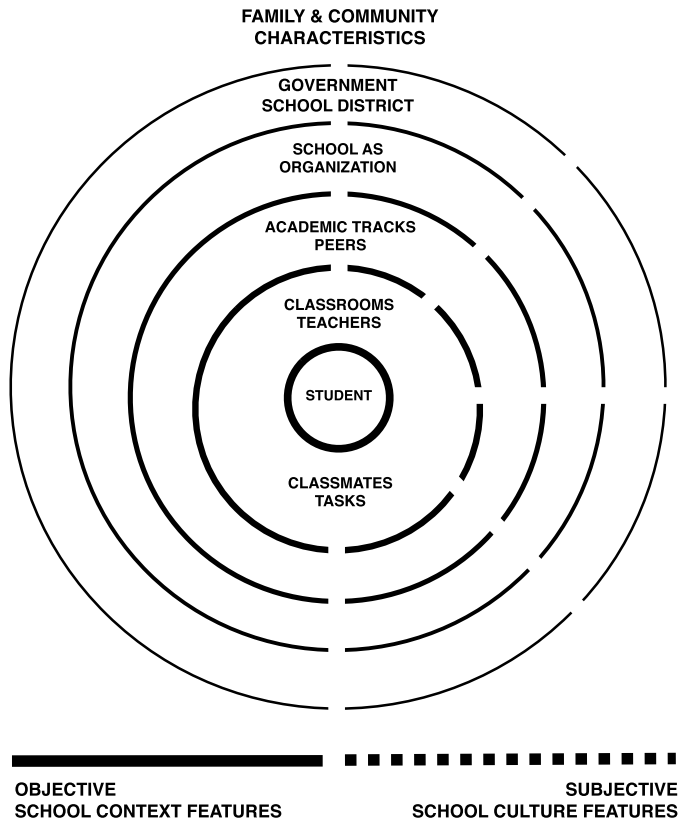 FAMILY & COMMUNITY
CHARACTERISTICS
GOVERNMENT
SCHOOL DISTRICT
SCHOOL AS
ORGANIZATION
ACADEMIC TRACKS
PEERS
CLASSROOMS
TEACHERS
STUDENT
CLASSMATES
TASKS
OBJECTIVE
SCHOOL CONTEXT FEATURES
SUBJECTIVE
SCHOOL CULTURE FEATURES